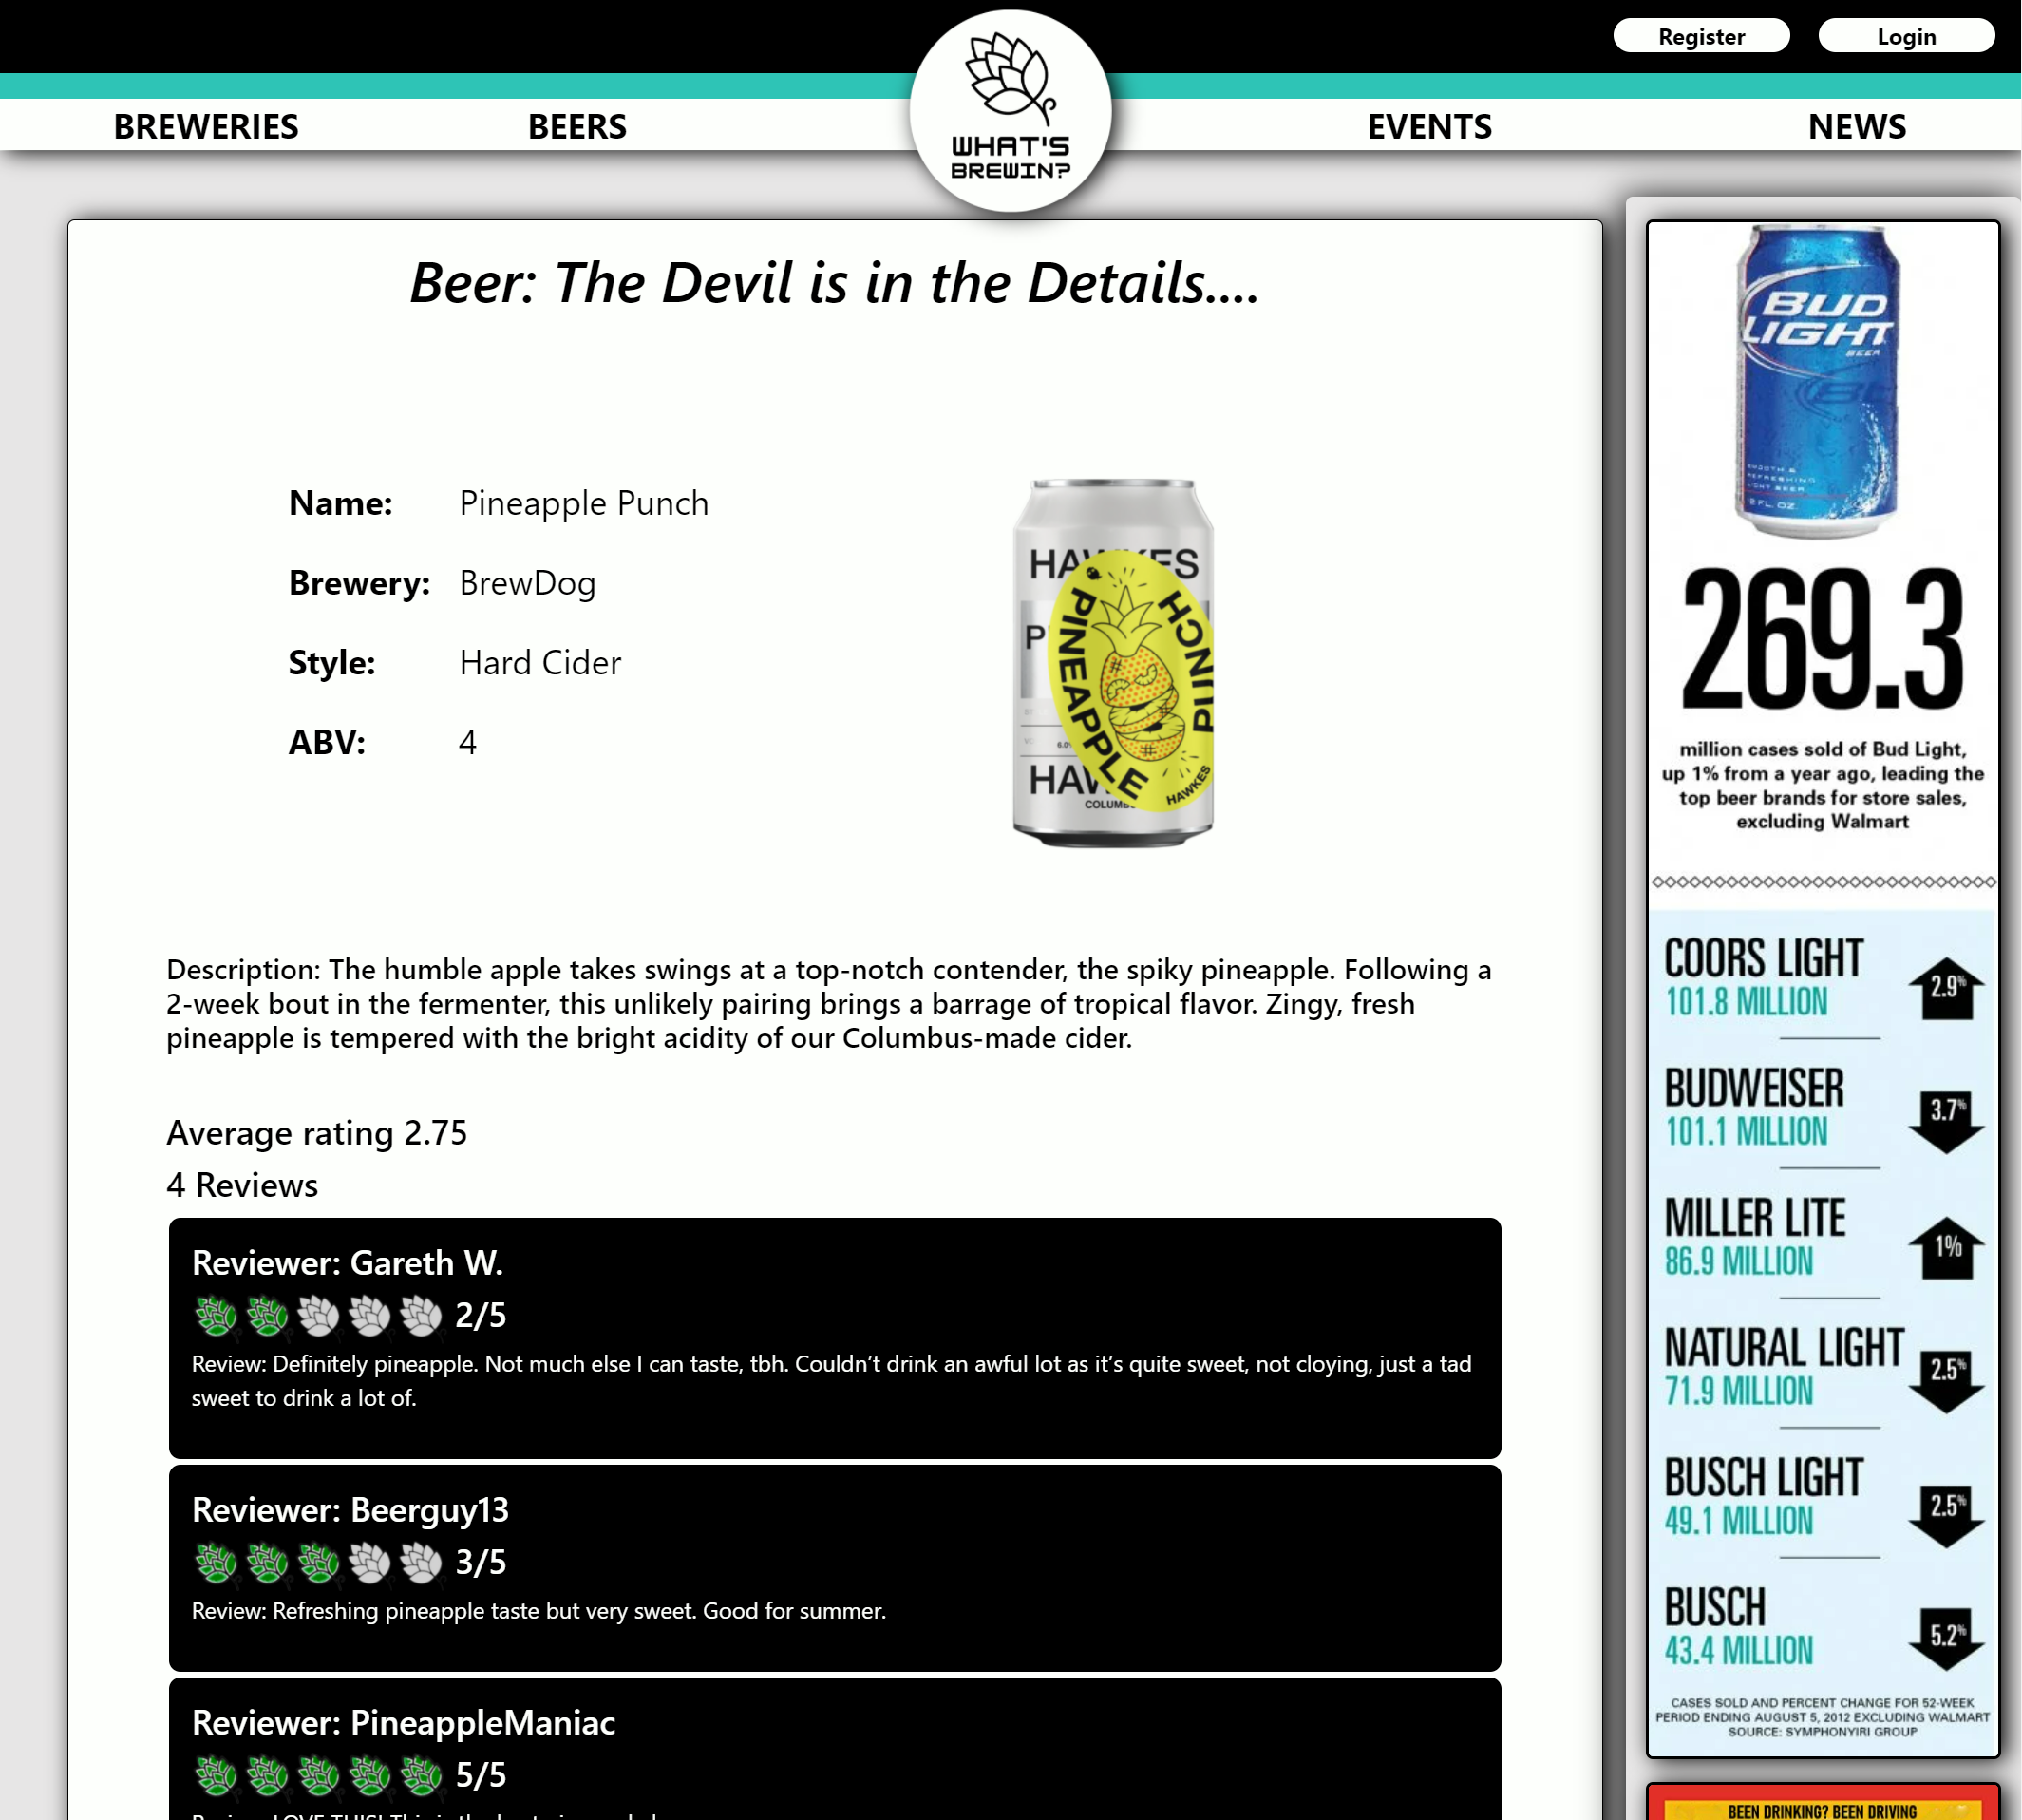 Register
Login
BREWERIES
BEERS
WHAT'S
BREWIN?
EVENTS
NEWS
Beer: The Devil is in the Details....
Name: Pineapple Punch
Brewery: BrewDog
Style: Hard Cider
ABV: 4
PINEAPPLE
PUNCH
HAWKES
Description: The humble apple takes swings at a top-notch contender, the spiky pineapple. Following a
2-week bout in the fermenter, this unlikely pairing brings a barrage of tropical flavor. Zingy, fresh
pineapple is tempered with the bright acidity of our Columbus-made cider.
Average rating 2.75
4 Reviews
Reviewer: Gareth W.
2/5
Review: Definitely pineapple. Not much else I can taste, tbh. Couldn’t drink an awful lot as it’s quite sweet, not cloying, just a tad
sweet to drink a lot of.
Reviewer: Beerguy13
3/5
Review: Refreshing pineapple taste but very sweet. Good for summer.
Reviewer: PineappleManiac
5/5
BUD
LIGHT
BEER
269.3
million cases sold of Bud Light,
up 1% from a year ago, leading the
top beer brands for store sales,
excluding Walmart
COORS LIGHT
101.8 MILLION
2.9%
BUDWEISER
101.1 MILLION
3.7%
MILLER LITE
86.9 MILLION
1%
NATURAL LIGHT
71.9 MILLION
2.5%
BUSCH LIGHT
49.1 MILLION
2.5%
BUSCH
43.4 MILLION
5.2%
CASES SOLD AND PERCENT CHANGE FOR 52-WEEK
PERIOD ENDING AUGUST 5, 2012 EXCLUDING WALMART
SOURCE: SYMPHONYIRI GROUP
BEEN DRINKING? BEEN DRIVING